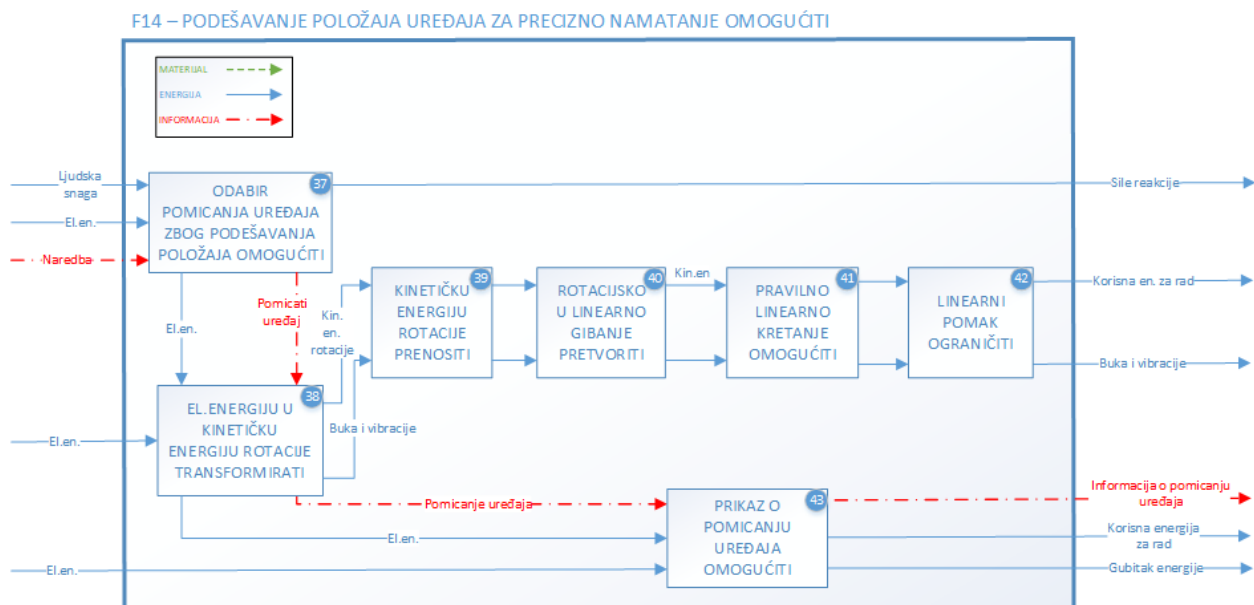 F14 – PODEŠAVANJE POLOŽAJA UREĐAJA ZA PRECIZNO NAMATANJE OMOGUĆITI
MATERIJAL
ENERGIJA
INFORMACIJA
Ljudska
snaga
El.en.
Naredba
37
ODABIR
POMICANJA UREĐAJA
ZBOG PODEŠAVANJA
POLOŽAJA OMOGUĆITI
Sile reakcije
El.en.
Pomicati
uređaj
Kin.
en.
rotacije
39
KINETIČKU
ENERGIJU
ROTACIJE
PRENOSITI
40
ROTACIJSKO
U LINEARNO
GIBANJE
PRETVORITI
Kin.en
41
PRAVILNO
LINEARNO
KRETANJE
OMOGUĆITI
42
LINEARNI
POMAK
OGRANIČITI
Korisna en. za rad
Buka i vibracije
El.en.
38
EL.ENERGIJU U
KINETIČKU
ENERGIJU ROTACIJE
TRANSFORMIRATI
Buka i vibracije
Pomicanje uređaja
El.en.
El.en.
43
PRIKAZ O
POMICANJU
UREĐAJA
OMOGUĆITI
Informacija o pomicanju
uređaja
Korisna energija
za rad
Gubitak energije